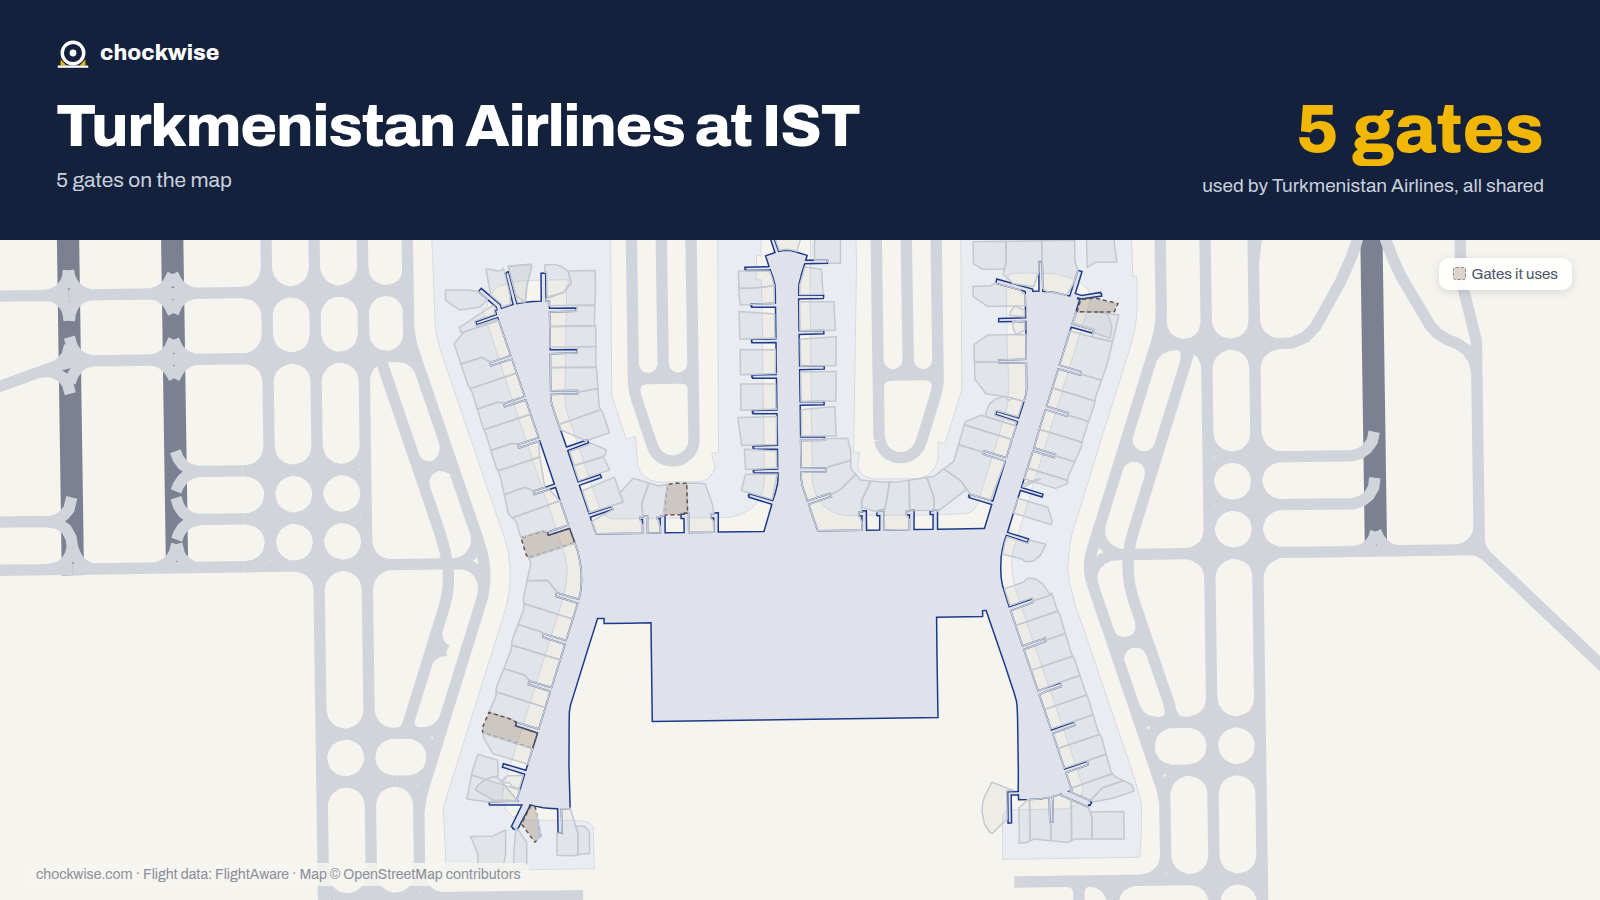 chockwise
Turkmenistan Airlines at IST
5 gates on the map
5 gates
used by Turkmenistan Airlines, all shared
Gates it uses
chockwise.com · Flight data: FlightAware · Map © OpenStreetMap contributors